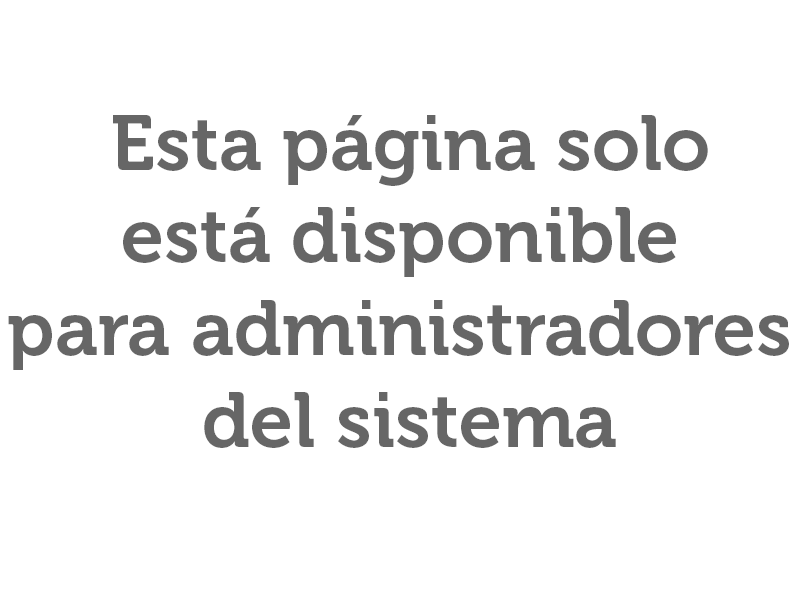 Esta página solo
está disponible
para administradores
del sistema